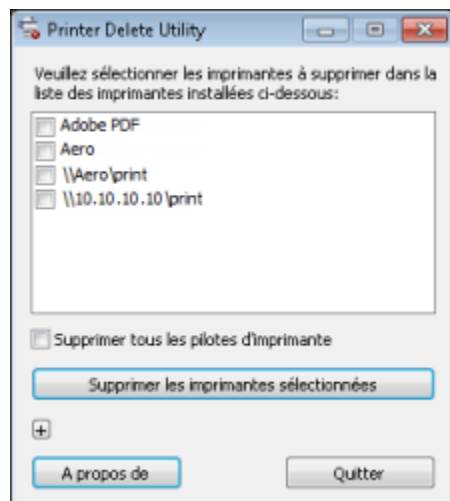 Printer Delete Utility
Veuillez sélectionner les imprimantes à supprimer dans la
liste des imprimantes installées ci-dessous:
Adobe PDF
Aero
\\Aero\print
\\10.10.10.10\print
Supprimer tous les pilotes d'imprimante
Supprimer les imprimantes sélectionnées
A propos de
Quitter